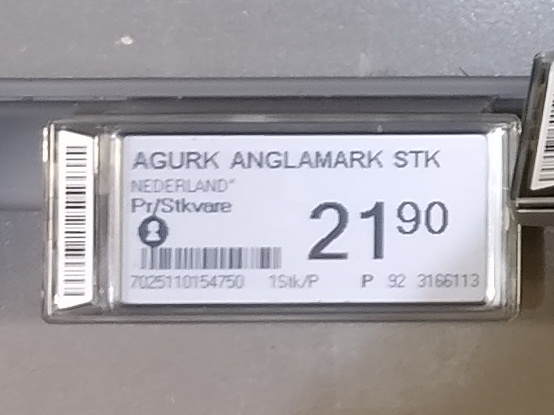 AGURK ANGLAMARK STK
NEDERLAND*
Pr/Stkvare
21 90
7025110154750 1Stk/P P 92 3166113